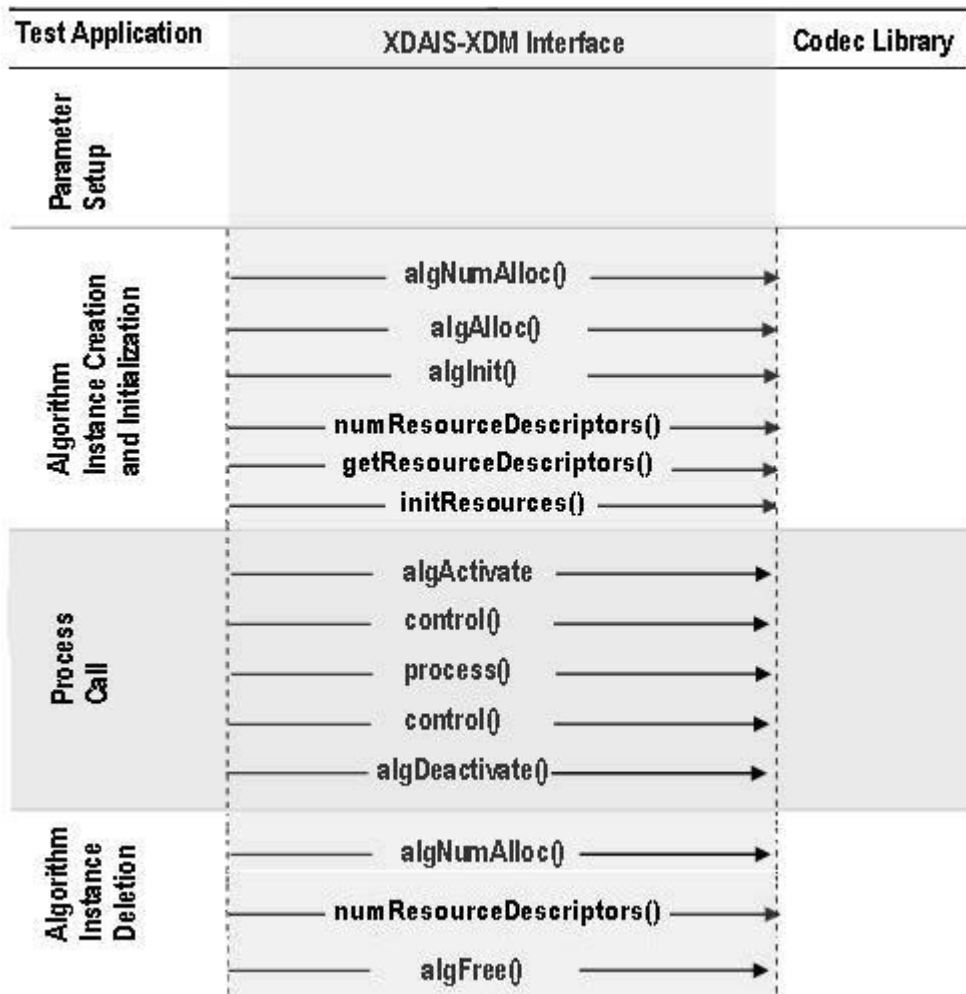 Test Application
XDAIS-XDM Interface
Codec Library
Parameter
Setup
Algorithm
Instance Creation
and Initialization
algNumAlloc()
algAlloc()
algInit()
numResourceDescriptors()
getResourceDescriptors()
initResources()
Process
Call
algActivate
control()
process()
control()
algDeactivate()
Algorithm
Instance
Deletion
algNumAlloc()
numResourceDescriptors()
algFree()